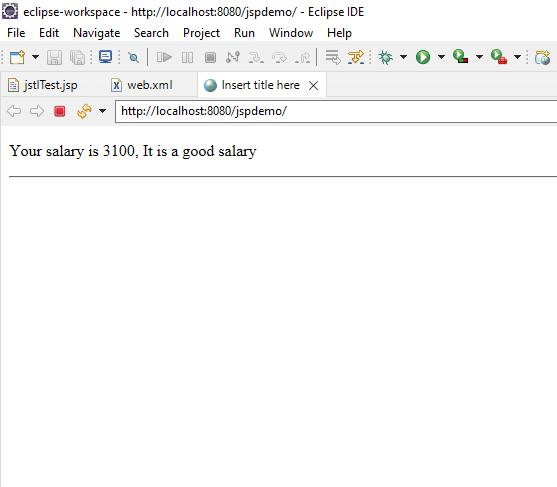 eclipse-workspace - http://localhost:8080/jspdemo/ - Eclipse IDE
File Edit Navigate Search Project Run Window Help
jstlTest.jsp web.xml Insert title here
http://localhost:8080/jspdemo/
Your salary is 3100, It is a good salary